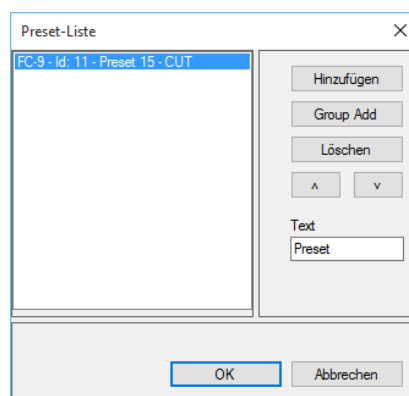 Preset-Liste
FC-9 - Id: 11 - Preset 15 - CUT
Hinzufügen
Group Add
Löschen
ʌ v
Text
Preset
OK Abbrechen